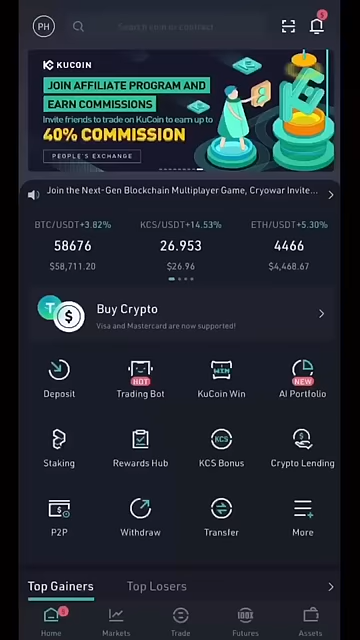 PH
Search coin or contract
KUCOIN
JOIN AFFILIATE PROGRAM AND
EARN COMMISSIONS
Invite friends to trade on KuCoin to earn up to
40% COMMISSION
PEOPLE'S EXCHANGE
Join the Next-Gen Blockchain Multiplayer Game, Cryowar Invite...
BTC/USDT+3.82% KCS/USDT+14.53% ETH/USDT+5.30%
58676 26.953 4466
$58,711.20 $26.96 $4,468.67
Buy Crypto
Visa and Mastercard are now supported!
HOT NEW
Deposit Trading Bot KuCoin Win AI Portfolio
WIN
KCS
Staking Rewards Hub KCS Bonus Crypto Lending
P2P Withdraw Transfer More
Top Gainers Top Losers
100X
Home Markets Trade Futures Assets